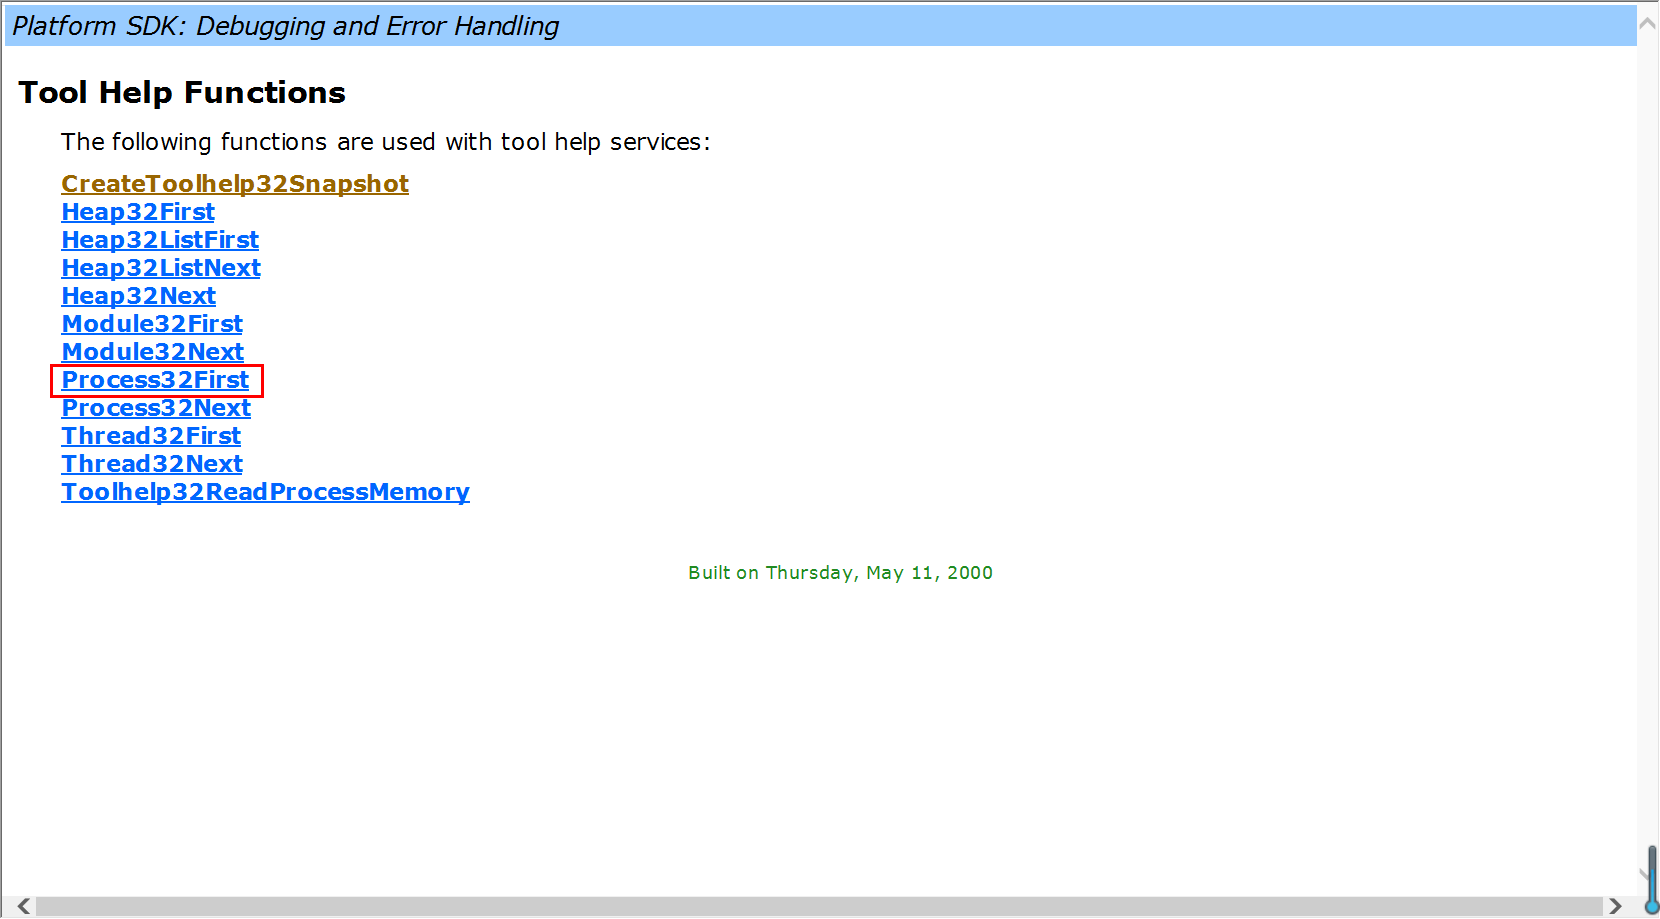 Platform SDK: Debugging and Error Handling
Tool Help Functions
The following functions are used with tool help services:
CreateToolhelp32Snapshot
Heap32First
Heap32ListFirst
Heap32ListNext
Heap32Next
Module32First
Module32Next
Process32First
Process32Next
Thread32First
Thread32Next
Toolhelp32ReadProcessMemory
Built on Thursday, May 11, 2000